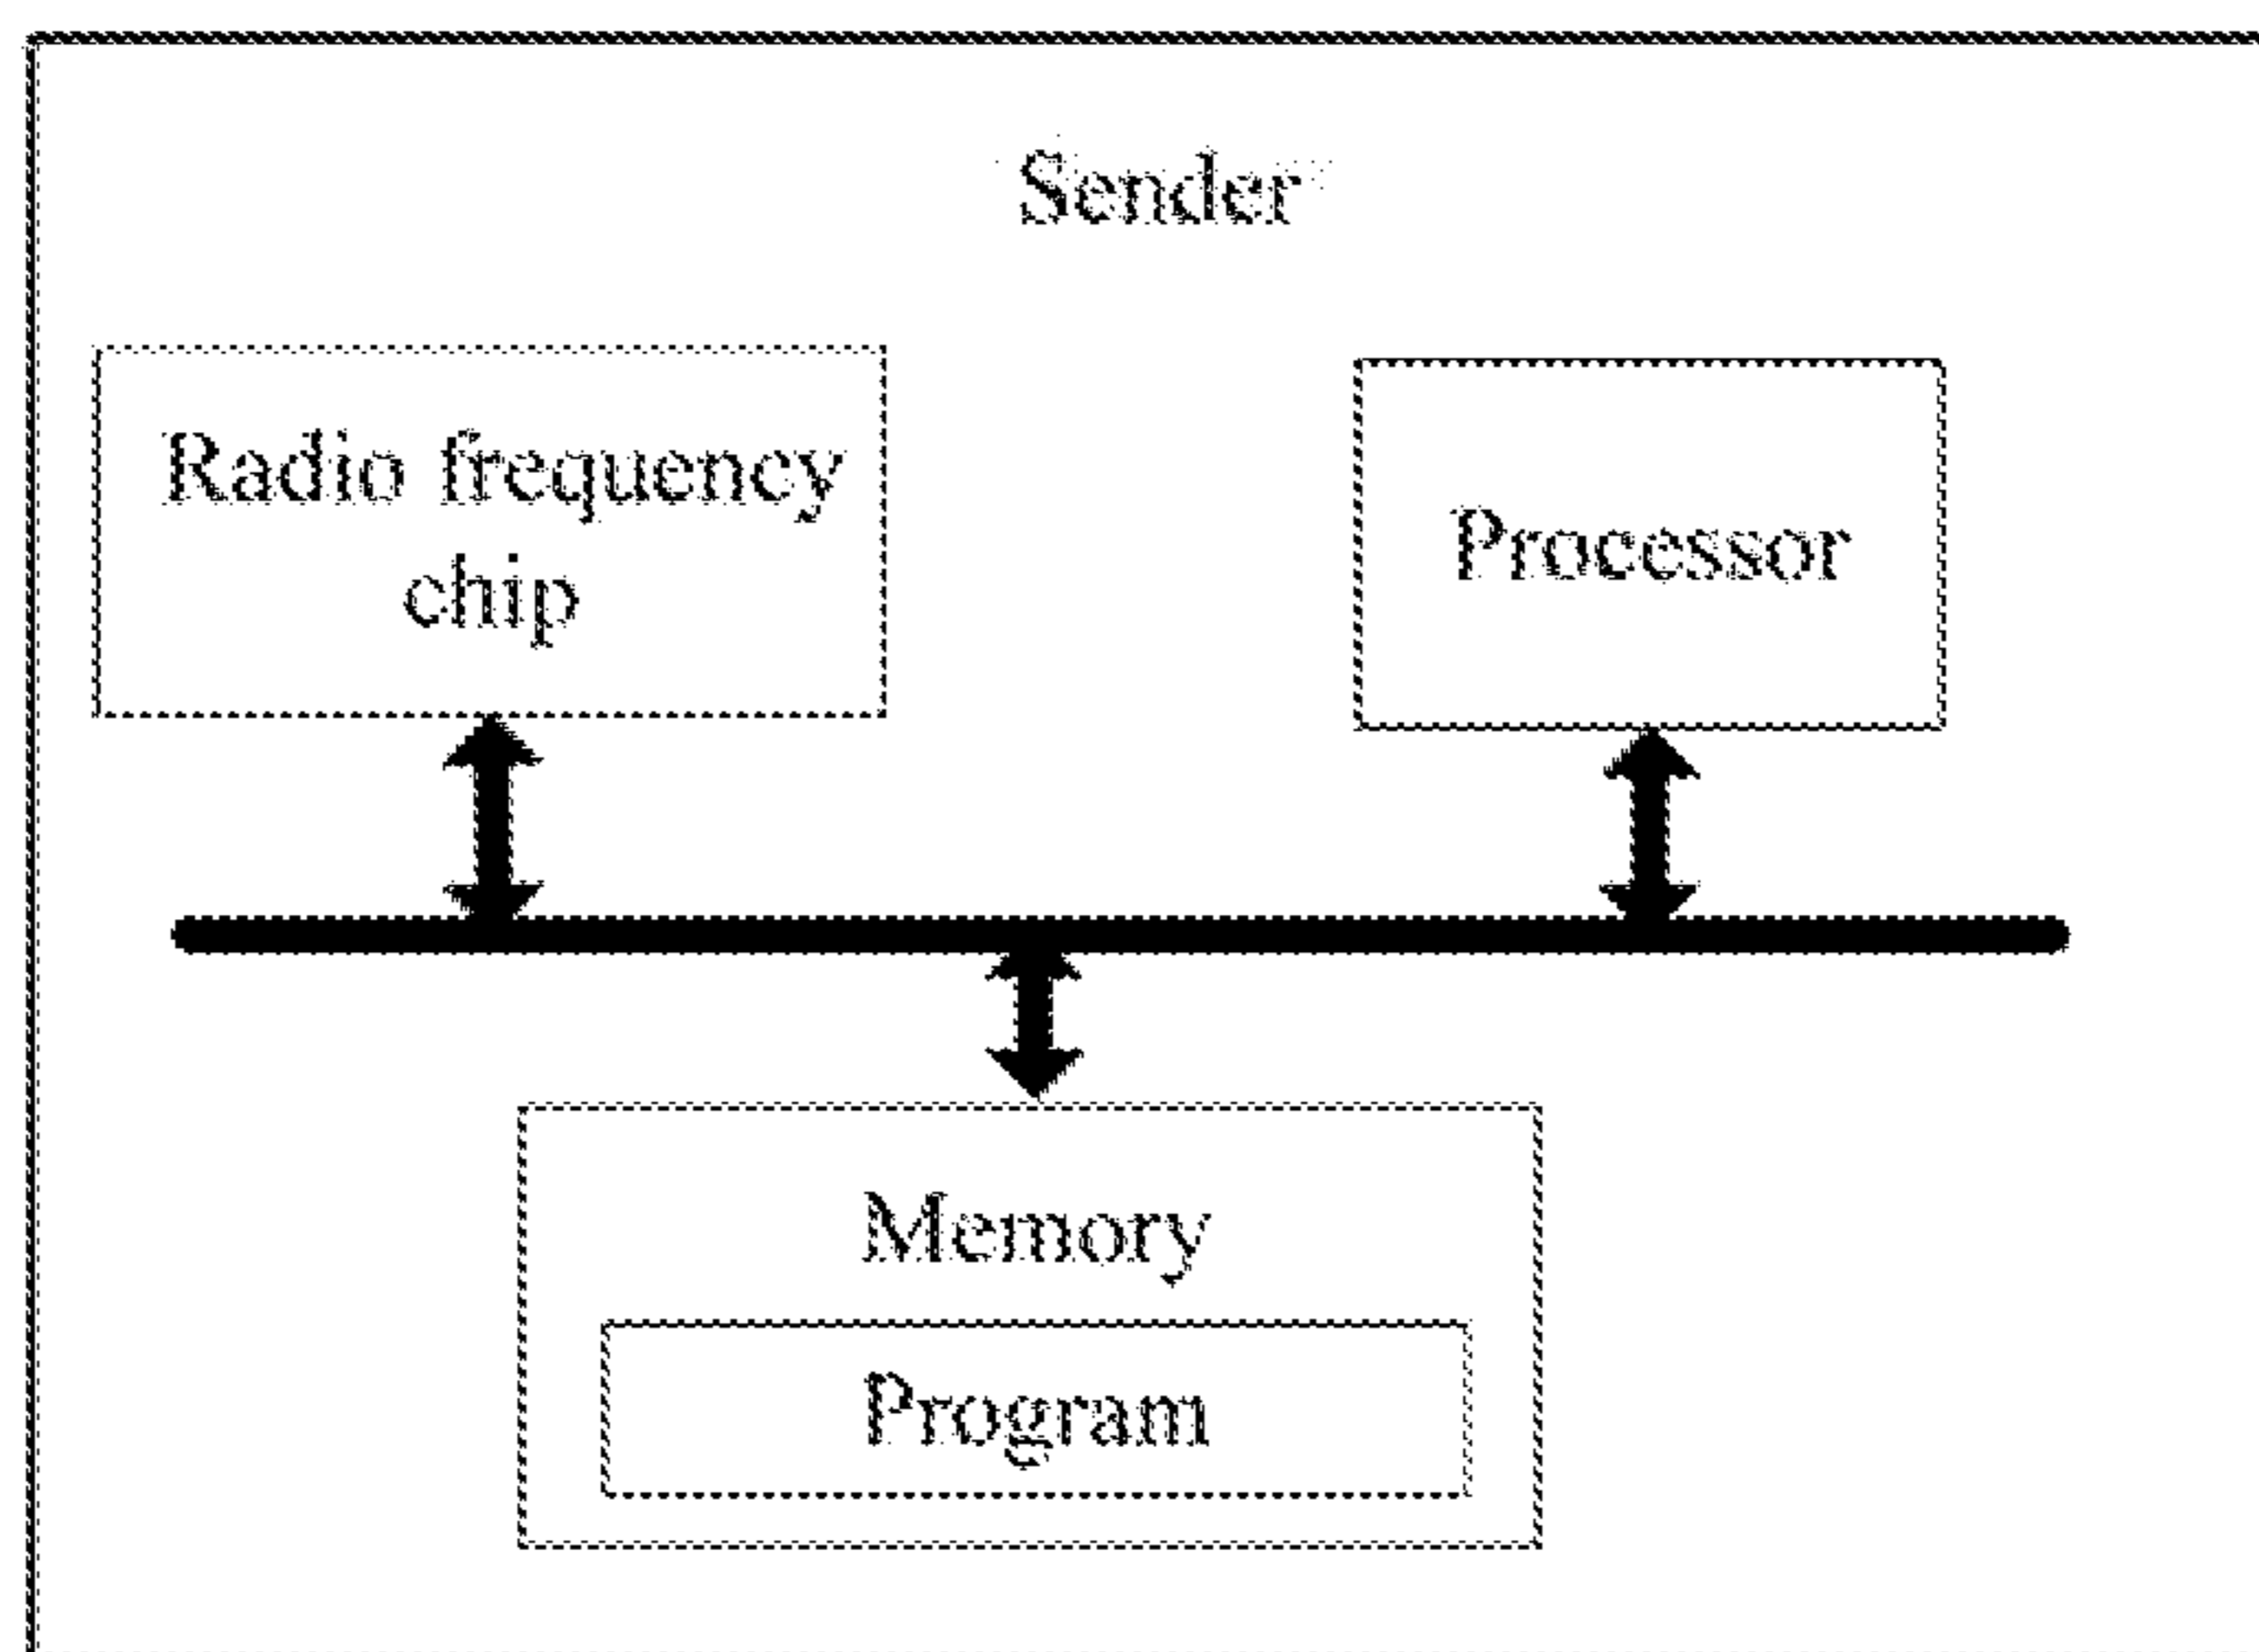 Sender
Radio frequency
chip
Processor
Memory
Program